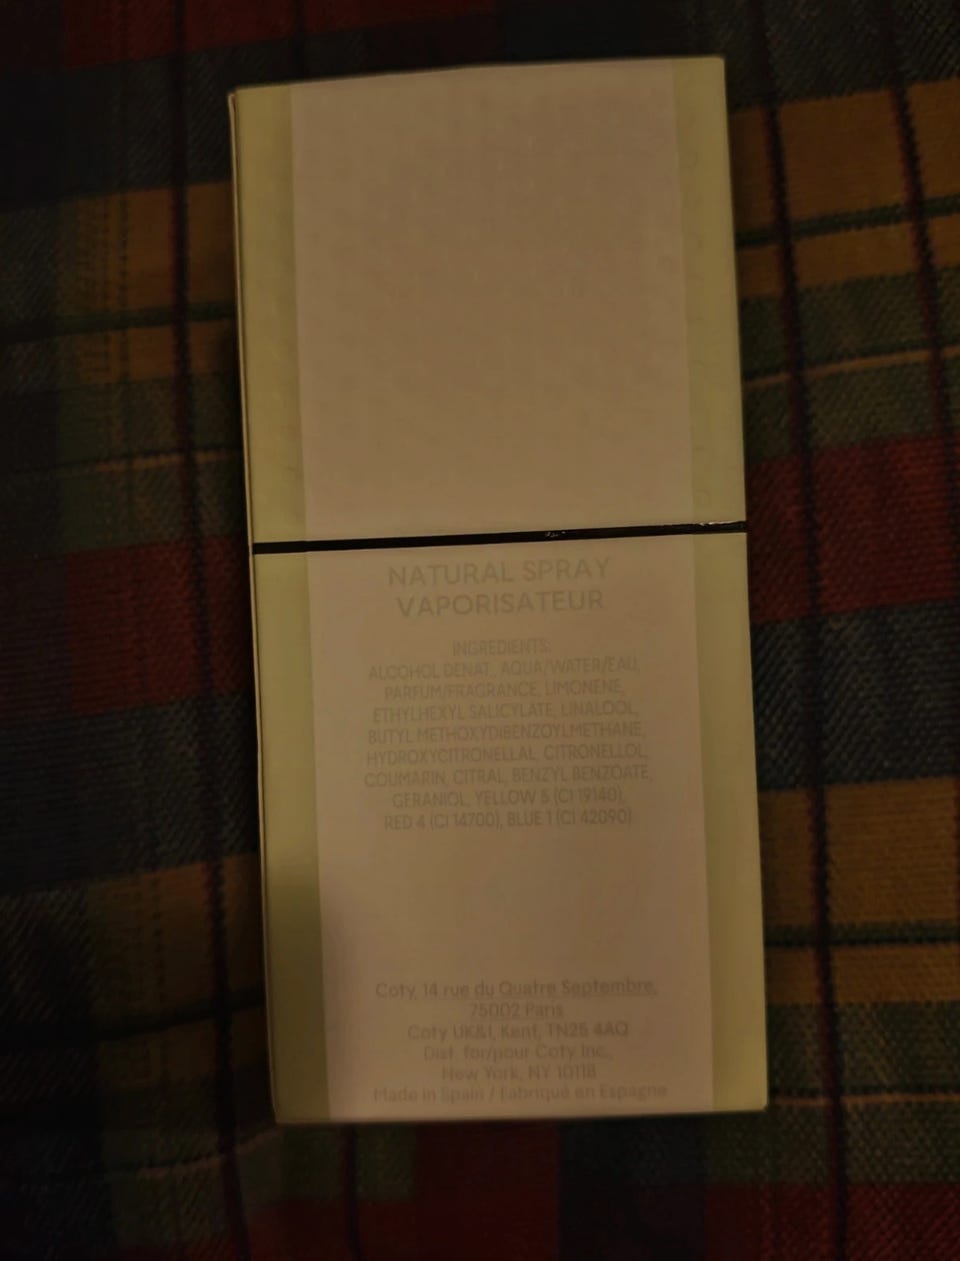 NATURAL SPRAY
VAPORISATEUR
INGREDIENTS:
ALCOHOL DENAT., AQUA/WATER/EAU,
PARFUM/FRAGRANCE, LIMONENE,
ETHYLHEXYL SALICYLATE, LINALOOL,
BUTYL METHOXYDIBENZOYLMETHANE,
HYDROXYCITRONELLAL, CITRONELLOL,
COUMARIN, CITRAL, BENZYL BENZOATE,
GERANIOL, YELLOW 5 (CI 19140),
RED 4 (CI 14700), BLUE 1 (CI 42090)
Coty, 14 rue du Quatre Septembre,
75002 Paris
Coty UK&I, Kent, TN25 4AQ
Dist. for/pour Coty Inc.,
New York, NY 10118
Made in Spain / Fabriqué en Espagne